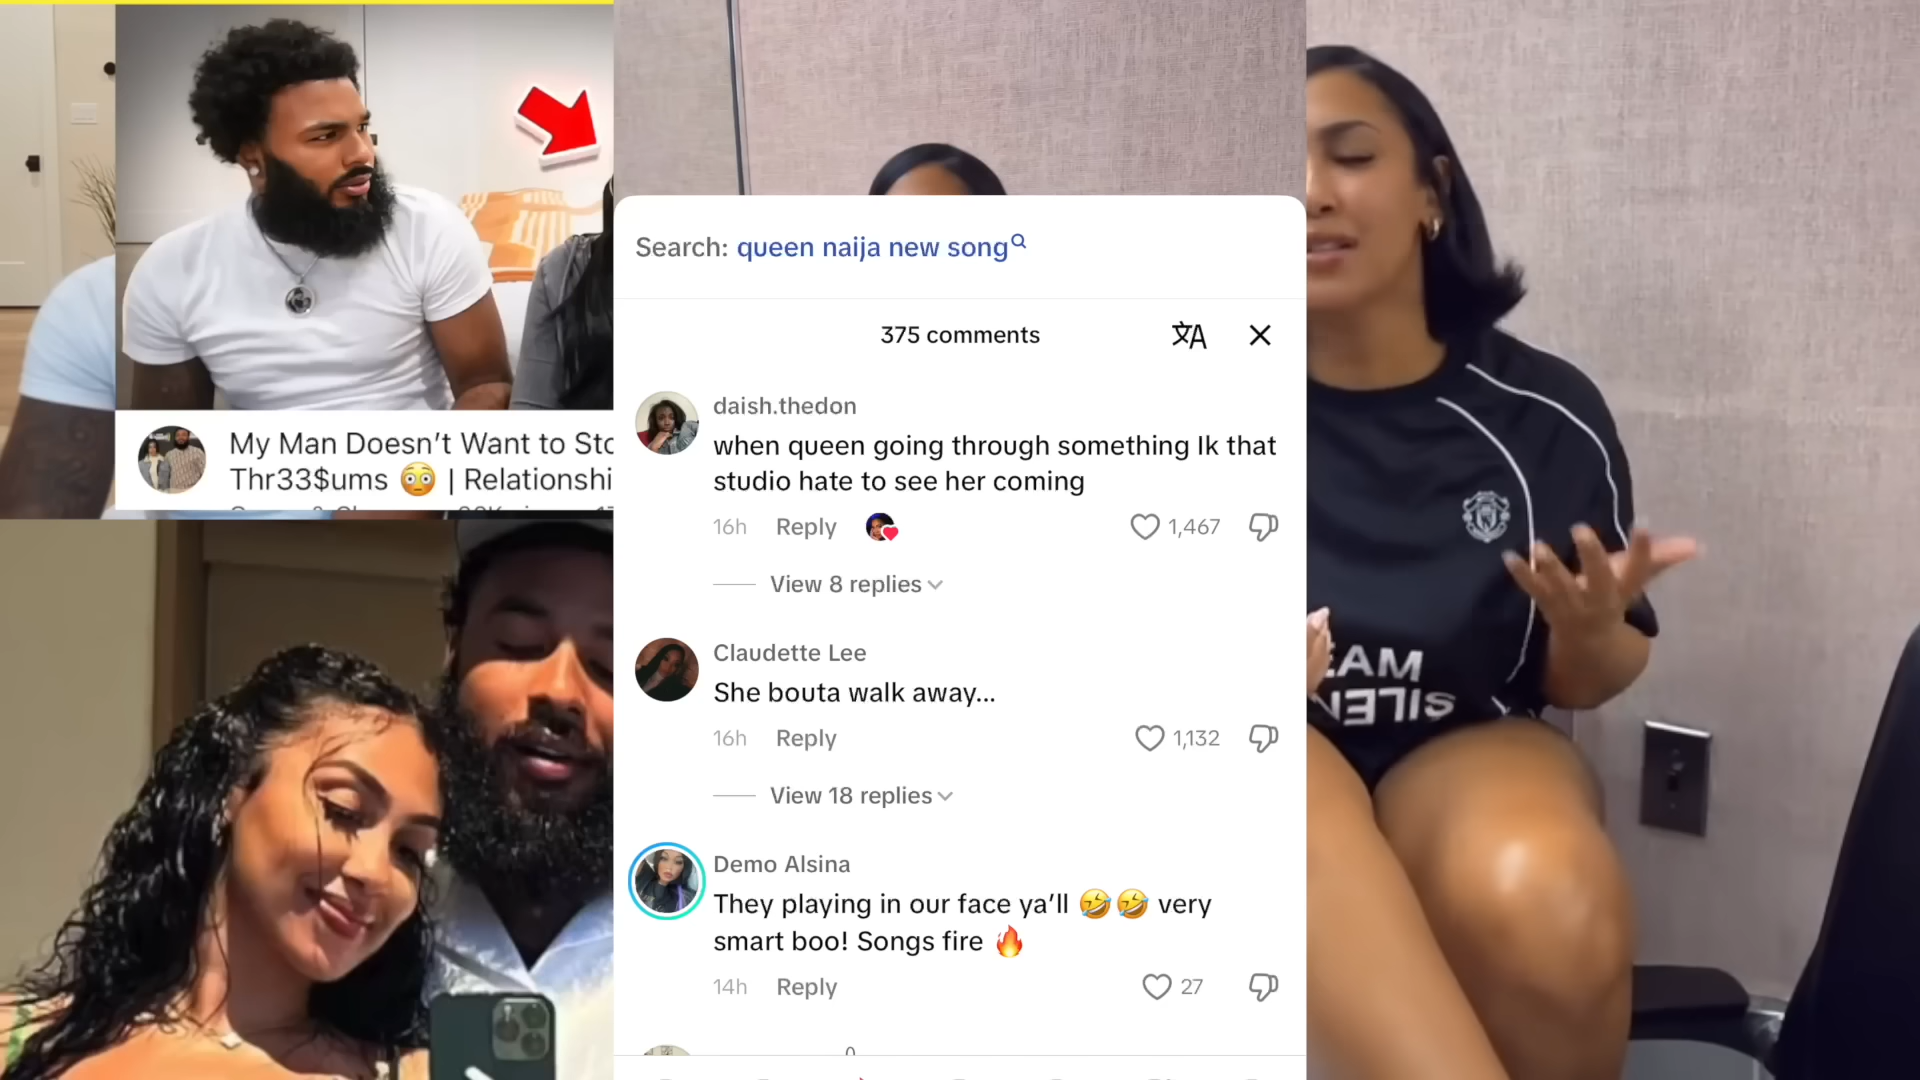 My Man Doesn't Want to Sto
Thr33$ums 😳 | Relationshi
Search: queen naija new song
375 comments
daish.thedon
when queen going through something Ik that
studio hate to see her coming
16h Reply 1,467
View 8 replies
Claudette Lee
She bouta walk away...
16h Reply 1,132
View 18 replies
Demo Alsina
They playing in our face ya'll 🤣🤣 very
smart boo! Songs fire 🔥
14h Reply 27